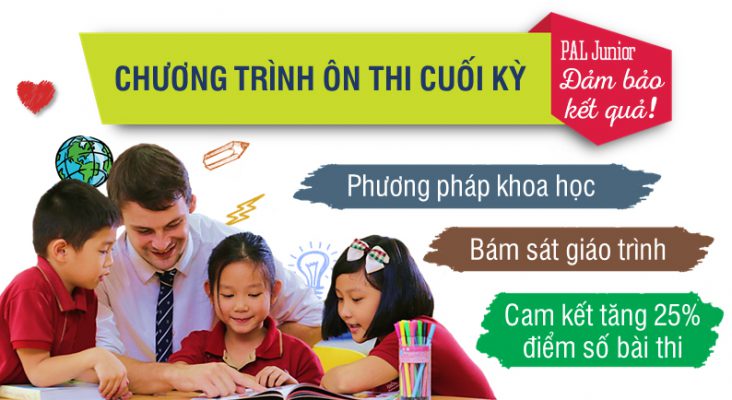 CHƯƠNG TRÌNH ÔN THI CUỐI KỲ
PAL Junior
Đảm bảo
kết quả!
Phương pháp khoa học
Bám sát giáo trình
Cam kết tăng 25%
điểm số bài thi